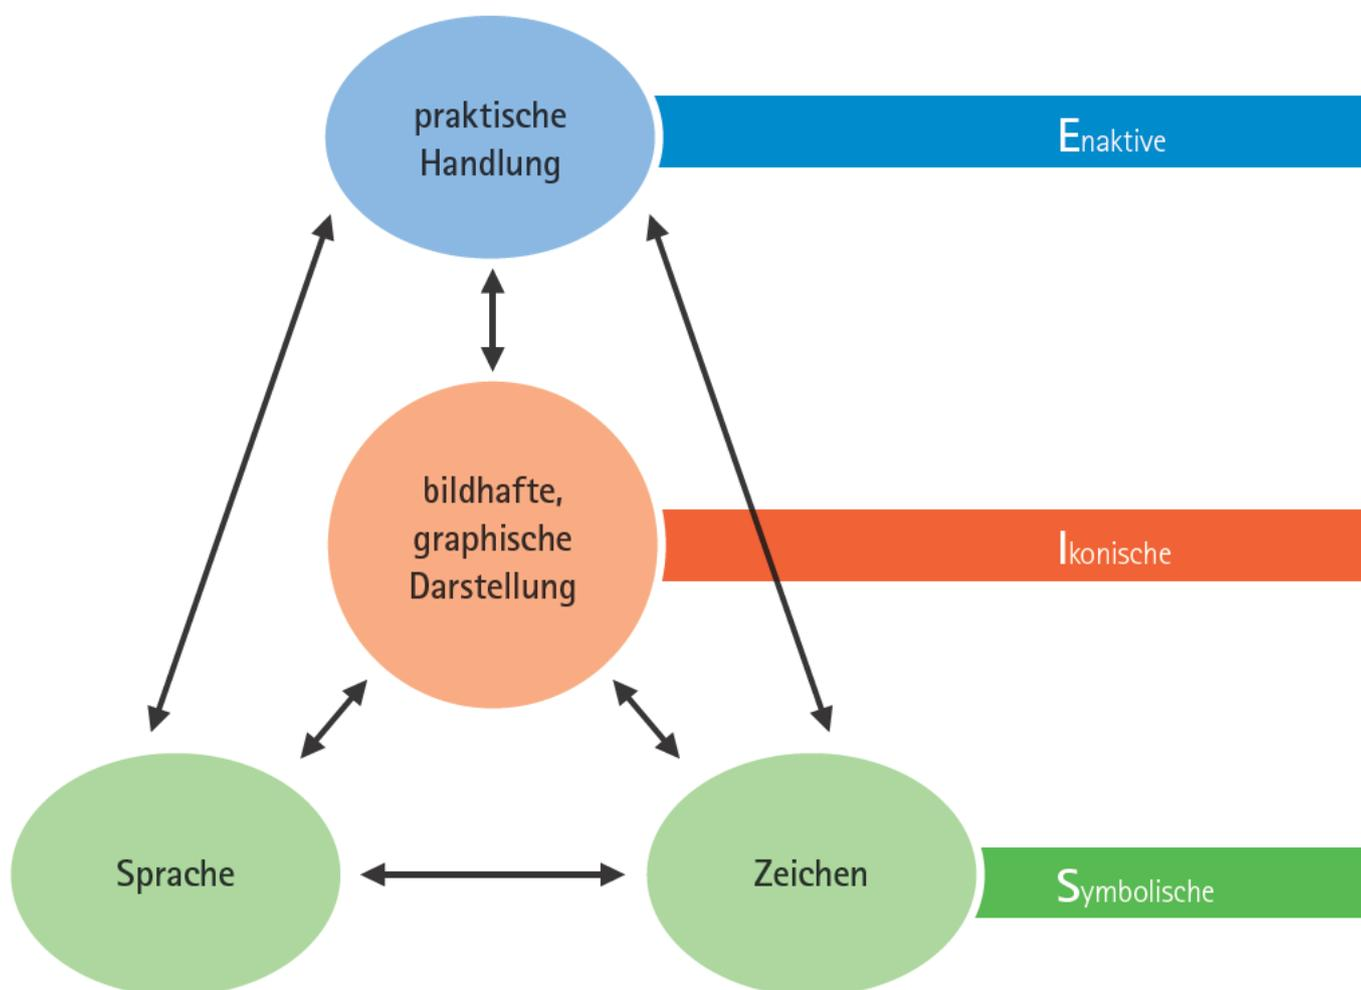 praktische
Handlung
Enaktive
bildhafte,
graphische
Darstellung
Ikonische
Sprache
Zeichen
Symbolische